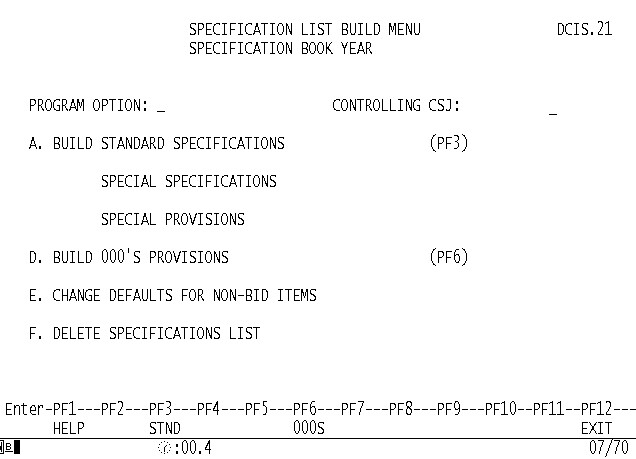 SPECIFICATION LIST BUILD MENU DCIS.21
SPECIFICATION BOOK YEAR
PROGRAM OPTION: _ CONTROLLING CSJ: _
A. BUILD STANDARD SPECIFICATIONS (PF3)
SPECIAL SPECIFICATIONS
SPECIAL PROVISIONS
D. BUILD 000'S PROVISIONS (PF6)
E. CHANGE DEFAULTS FOR NON-BID ITEMS
F. DELETE SPECIFICATIONS LIST
Enter-PF1---PF2---PF3---PF4---PF5---PF6---PF7---PF8---PF9---PF10--PF11--PF12---
HELP STND 000S EXIT
B :00.4 07/70